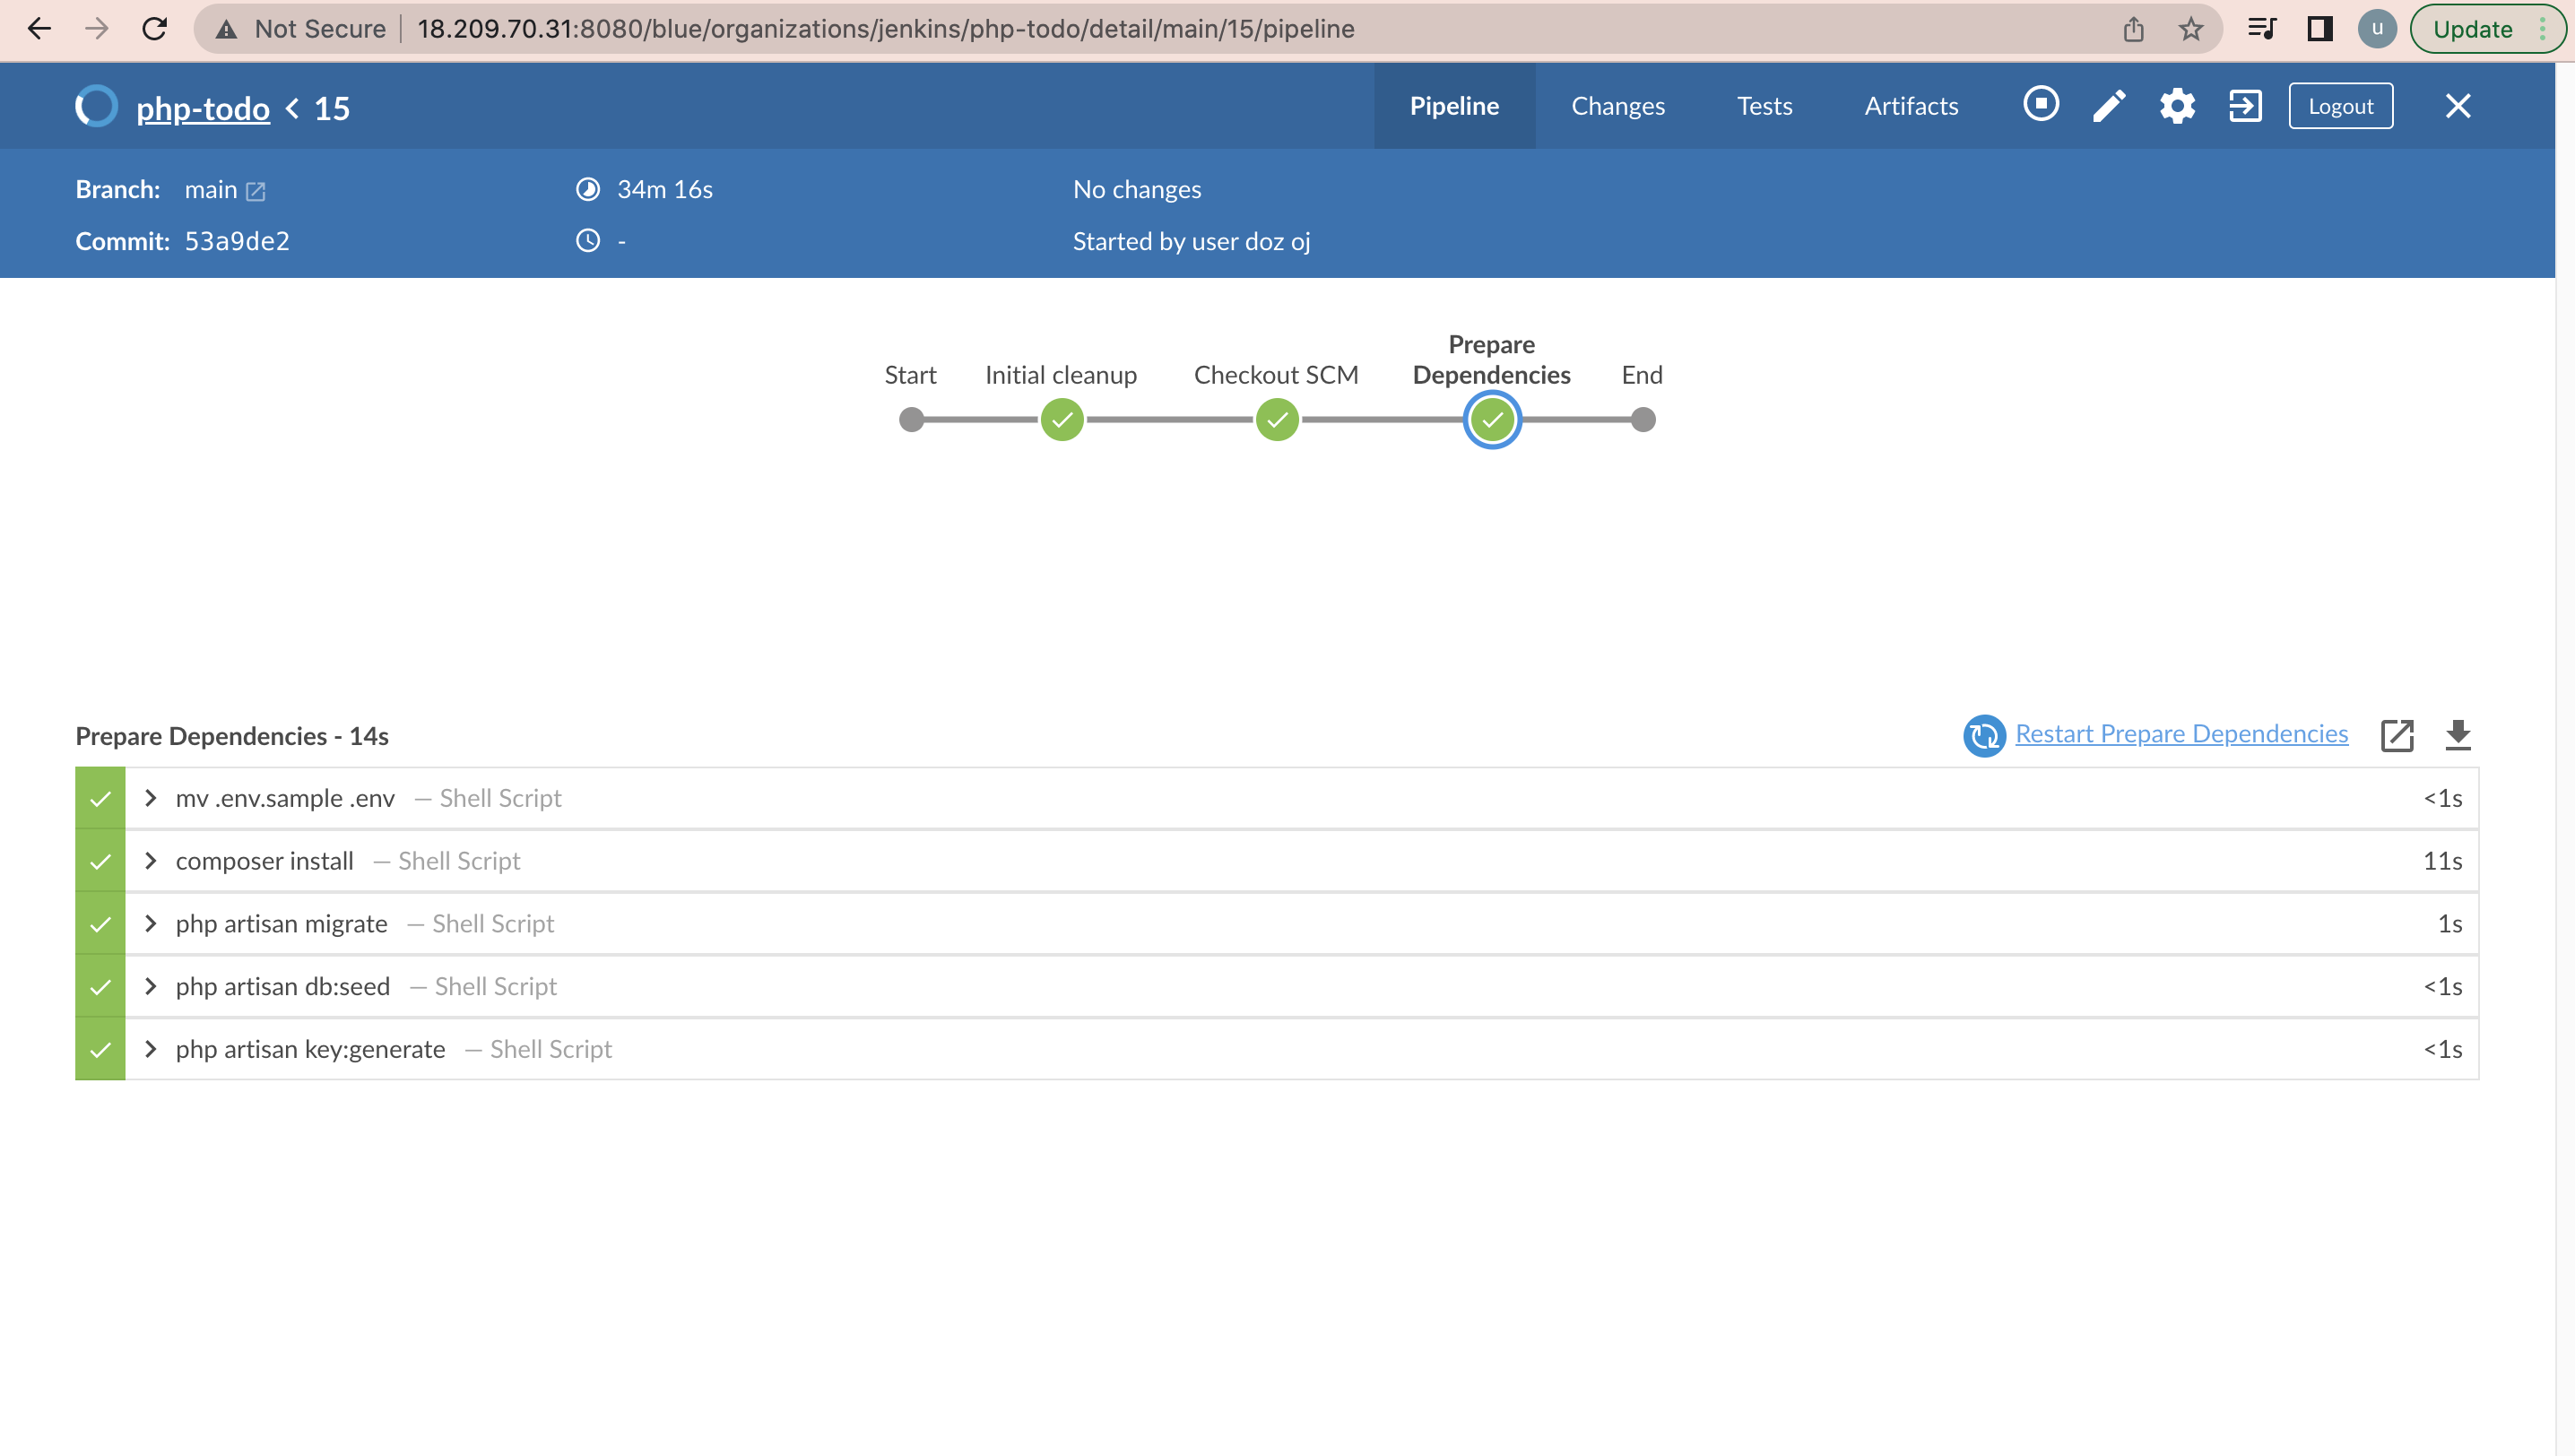 Not Secure 18.209.70.31:8080/blue/organizations/jenkins/php-todo/detail/main/15/pipeline u Update
php-todo < 15 Pipeline Changes Tests Artifacts Logout
Branch: main 34m 16s No changes
Commit: 53a9de2 - Started by user doz oj
Start Initial cleanup Checkout SCM Prepare Dependencies End
Prepare Dependencies - 14s Restart Prepare Dependencies
mv .env.sample .env — Shell Script <1s
composer install — Shell Script 11s
php artisan migrate — Shell Script 1s
php artisan db:seed — Shell Script <1s
php artisan key:generate — Shell Script <1s